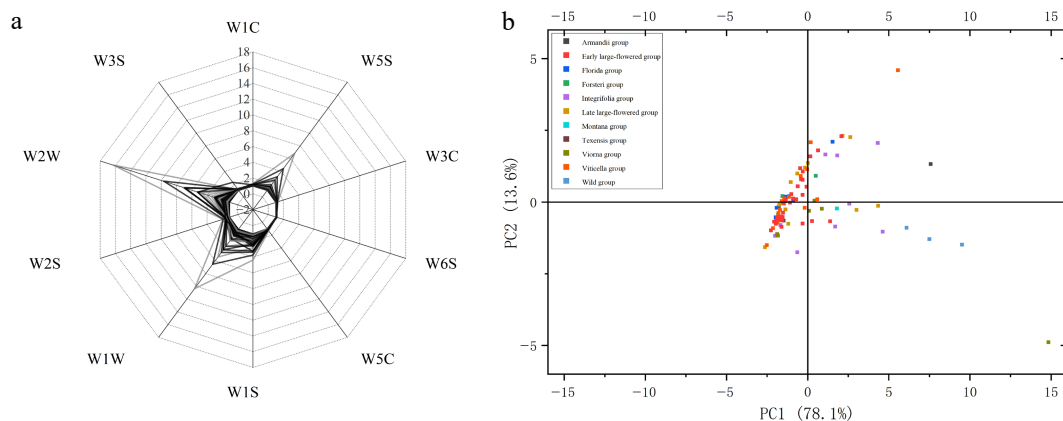 a
W1C
W5S
W3C
W6S
W5C
W1S
W1W
W2S
W2W
W3S
18
16
14
12
10
8
6
4
2
0
-2
b
-15 -10 -5 0 5 10 15
Armandii group
Early large-flowered group
Florida group
Forsteri group
Integrifolia group
Late large-flowered group
Montana group
Texensis group
Viorna group
Viticella group
Wild group
5
0
-5
PC2 (13.6%)
5
0
-5
-15 -10 -5 0 5 10 15
PC1 (78.1%)